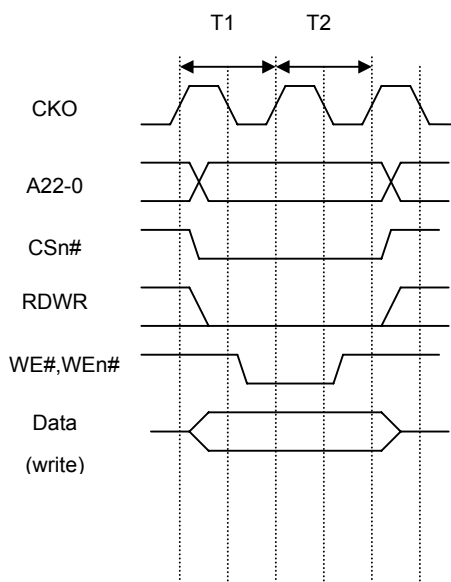 T1 T2
CKO
A22-0
CSn#
RDWR
WE#,WEn#
Data
(write)